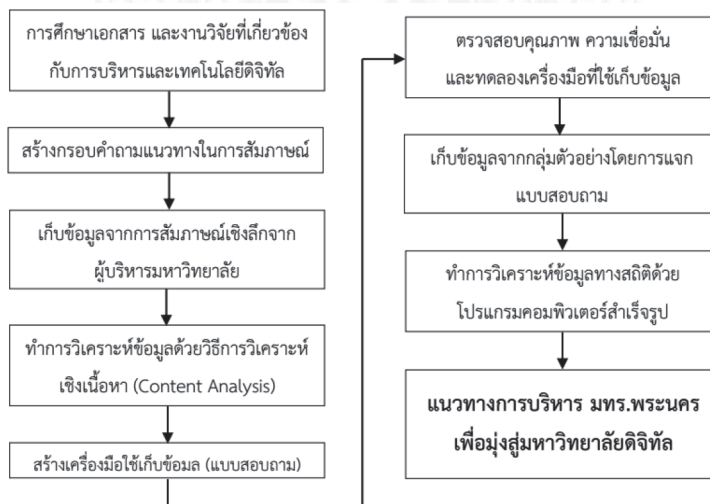 การศึกษาเอกสาร และงานวิจัยที่เกี่ยวข้อง
กับการบริหารและเทคโนโลยีดิจิทัล
สร้างกรอบคำถามแนวทางในการสัมภาษณ์
เก็บข้อมูลจากการสัมภาษณ์เชิงลึกจาก
ผู้บริหารมหาวิทยาลัย
ทำการวิเคราะห์ข้อมูลด้วยวิธีการวิเคราะห์
เชิงเนื้อหา (Content Analysis)
สร้างเครื่องมือใช้เก็บข้อมูล (แบบสอบถาม)
ตรวจสอบคุณภาพ ความเชื่อมั่น
และทดลองเครื่องมือที่ใช้เก็บข้อมูล
เก็บข้อมูลจากกลุ่มตัวอย่างโดยการแจก
แบบสอบถาม
ทำการวิเคราะห์ข้อมูลทางสถิติด้วย
โปรแกรมคอมพิวเตอร์สำเร็จรูป
แนวทางการบริหาร มทร.พระนคร
เพื่อมุ่งสู่มหาวิทยาลัยดิจิทัล